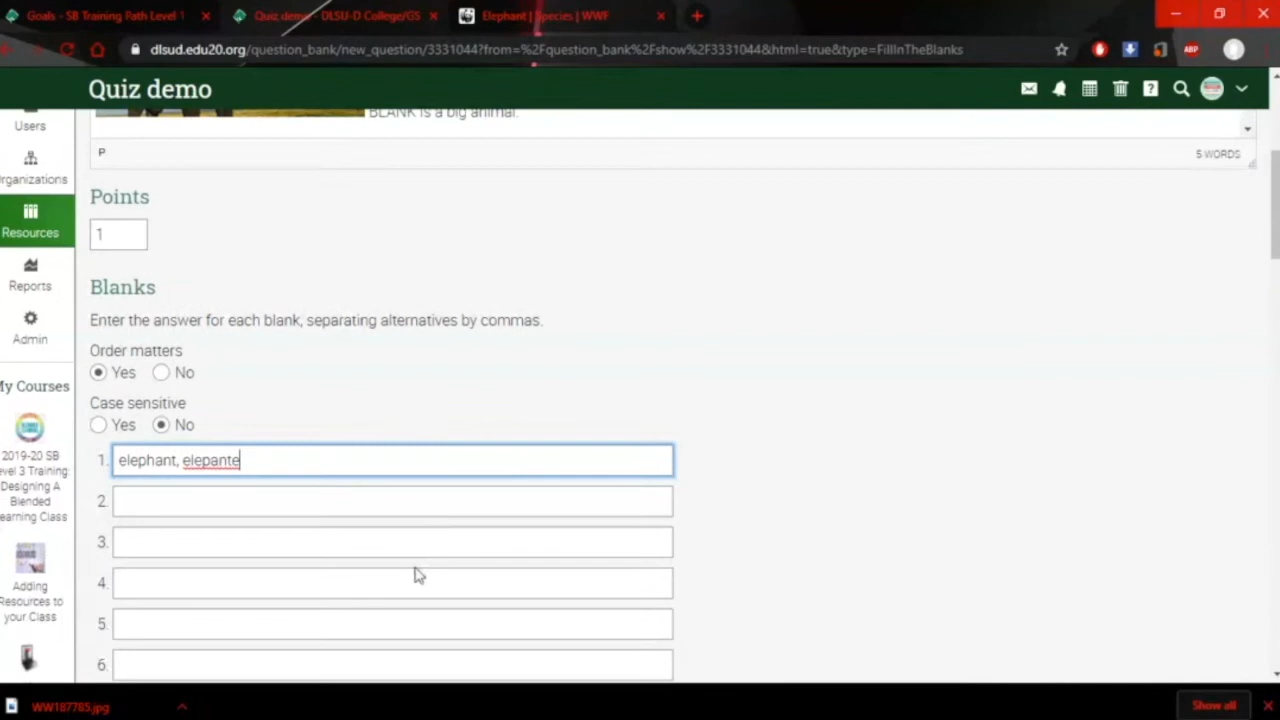 Goals - SB Training Path Level 1
Quiz demo - DLSU-D College/GS
Elephant | Species | WWF
dlsud.edu20.org/question_bank/new_question/3331044?from=%2Fquestion_bank%2Fshow%2F3331044&html=true&type=FillInTheBlanks
ABP
Quiz demo
BLANK is a big animal.
P
5 WORDS
Users
Organizations
Resources
Reports
Admin
My Courses
2019-20 SB
evel 3 Training:
Designing A
Blended
earning Class
Adding
Resources to
your Class
Points
1
Blanks
Enter the answer for each blank, separating alternatives by commas.
Order matters
Yes No
Case sensitive
Yes No
1. elephant, elepante
2.
3.
4.
5.
6.
WW187785.jpg
Show all